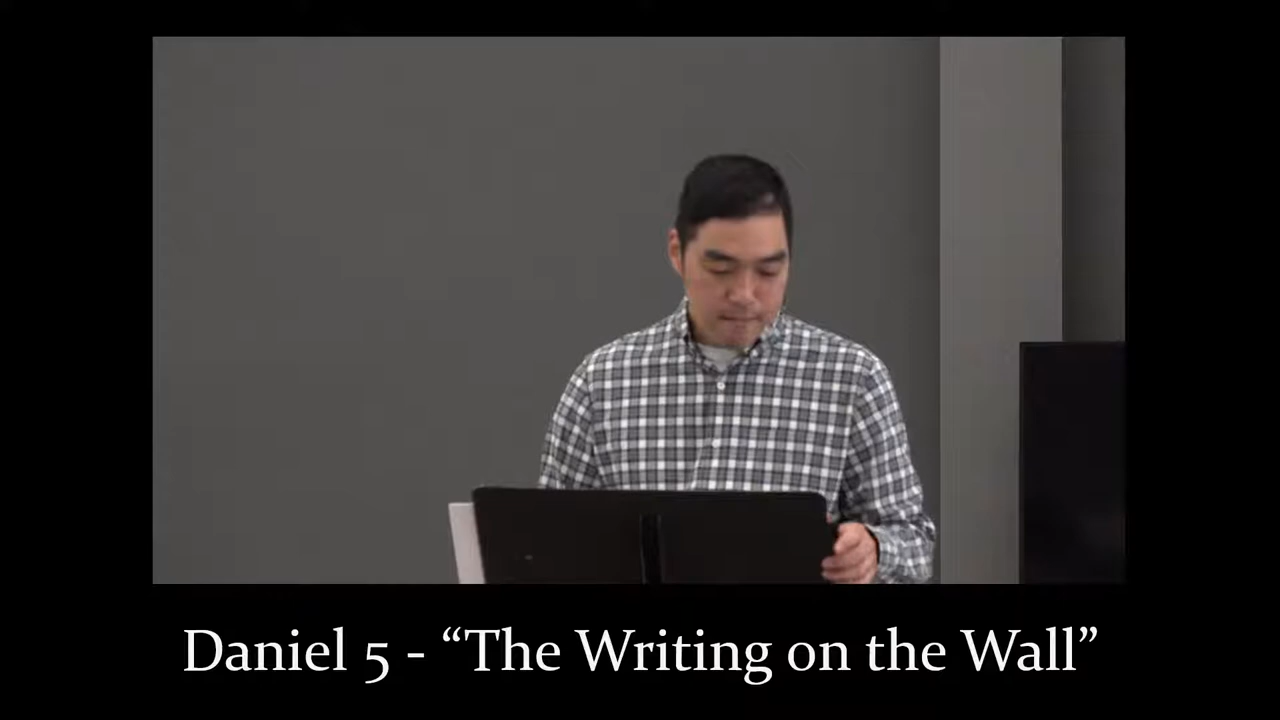 Daniel 5 - “The Writing on the Wall”